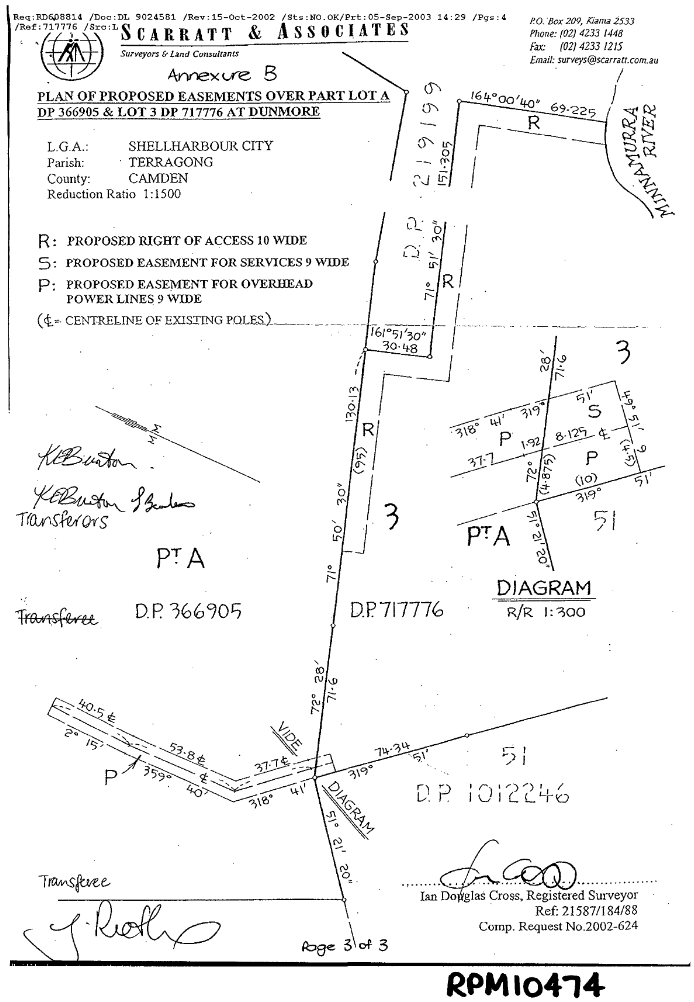 Req:RD6D8814 /Doc:DL 9024581 /Rev:15-Oct-2002 /Sts:NO.OK/Prt:05-Sep-2003 14:29 /Pgs:4
/Ref:717776 /Src:L
SCARRATT & ASSOCIATES
Surveyors & Land Consultants
P.O. Box 209, Kiama 2533
Phone: (02) 4233 1448
Fax: (02) 4233 1215
Email: surveys@scarratt.com.au
Annexure B
PLAN OF PROPOSED EASEMENTS OVER PART LOT A
DP 366905 & LOT 3 DP 717776 AT DUNMORE
L.G.A.: SHELLHARBOUR CITY
Parish: TERRAGONG
County: CAMDEN
Reduction Ratio 1:1500
R: PROPOSED RIGHT OF ACCESS 10 WIDE
S: PROPOSED EASEMENT FOR SERVICES 9 WIDE
P: PROPOSED EASEMENT FOR OVERHEAD
POWER LINES 9 WIDE
(℄= CENTRELINE OF EXISTING POLES)
D.P. 219199
164°00'40" 69.225
R
MINNAMURRA
RIVER
151.305
71° 51' 30"
R
161°51'30"
30.48
130.13
R
(95)
71° 50' 30"
3
M M
KEBurton
KEBurton
Transferors
PT A
D.P. 366905
D.P. 717776
Transferee
28'
71.6
3
318° 41' 319° 51'
S
49° 51'
P
1.92 8.125 ℄
9
(4.5)
37.7
72°
(4.875)
P
(10)
319° 51'
51° 21' 20"
PT A
51
DIAGRAM
R/R 1:300
72° 28'
71.6
40.5 ℄
2° 15'
53.8 ℄
P
359° 40'
℄
37.7 ℄
318° 41'
VIDE
DIAGRAM
74.34
319° 51'
51
D.P. 1012246
51° 21' 20"
Transferee
Ian Douglas Cross, Registered Surveyor
Ref: 21587/184/88
Comp. Request No.2002-624
Page 3 of 3
RPM10474